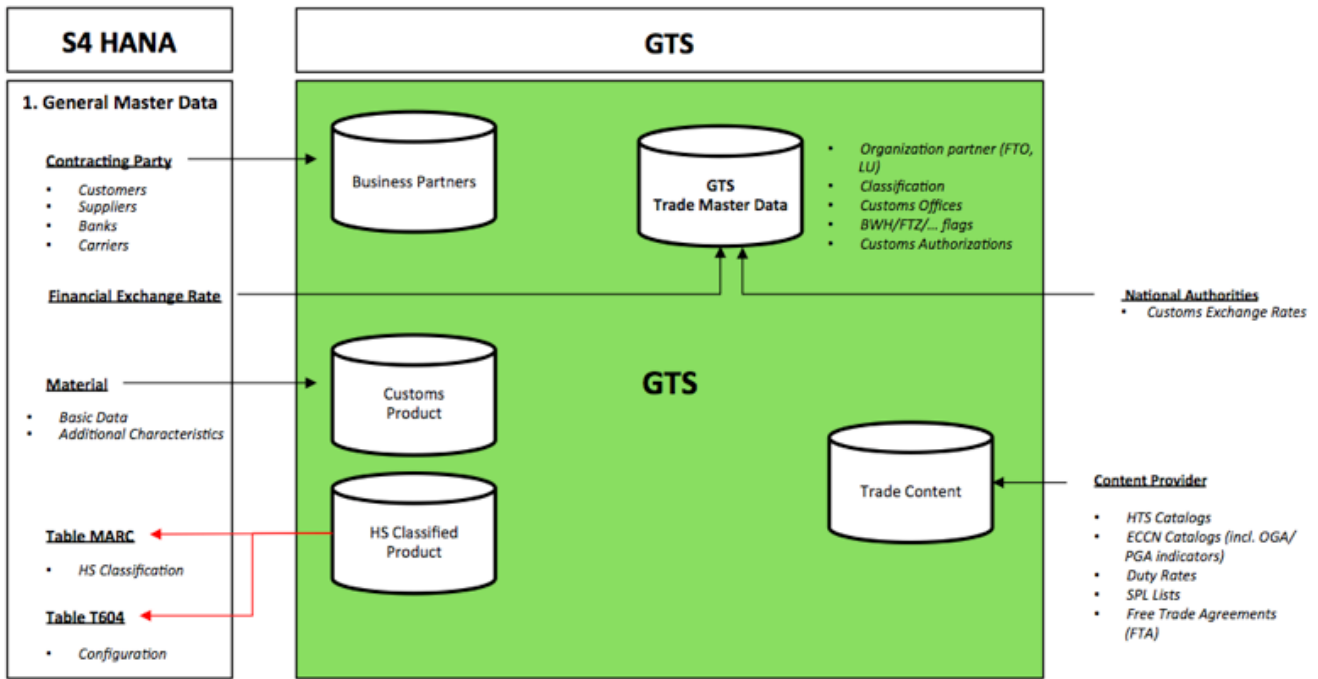 S4 HANA
GTS
1. General Master Data
Contracting Party
• Customers
• Suppliers
• Banks
• Carriers
Financial Exchange Rate
Material
• Basic Data
• Additional Characteristics
Table MARC
• HS Classification
Table T604
• Configuration
Business Partners
GTS
Trade Master Data
• Organization partner (FTO,
LU)
• Classification
• Customs Offices
• BWH/FTZ/... flags
• Customs Authorizations
Customs
Product
GTS
HS Classified
Product
Trade Content
National Authorities
• Customs Exchange Rates
Content Provider
• HTS Catalogs
• ECCN Catalogs (incl. OGA/
PGA indicators)
• Duty Rates
• SPL Lists
• Free Trade Agreements
(FTA)